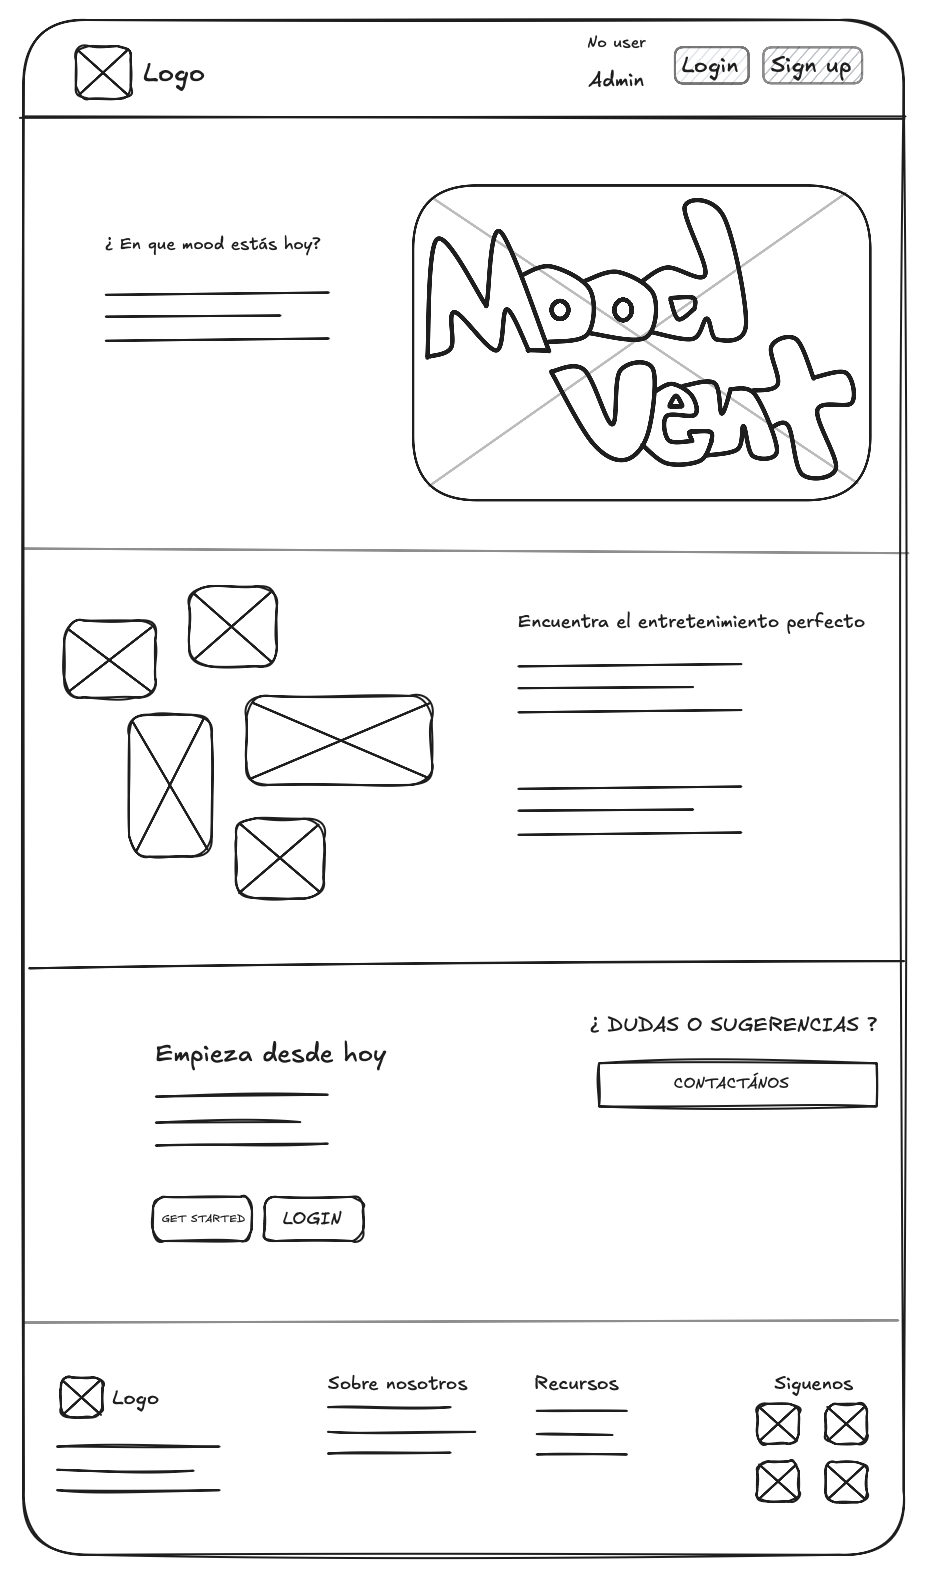 Logo
No user
Admin
Login
Sign up
¿ En que mood estás hoy?
Mood
Vent
Encuentra el entretenimiento perfecto
Empieza desde hoy
GET STARTED
LOGIN
¿ DUDAS O SUGERENCIAS ?
CONTACTÁNOS
Logo
Sobre nosotros
Recursos
Siguenos